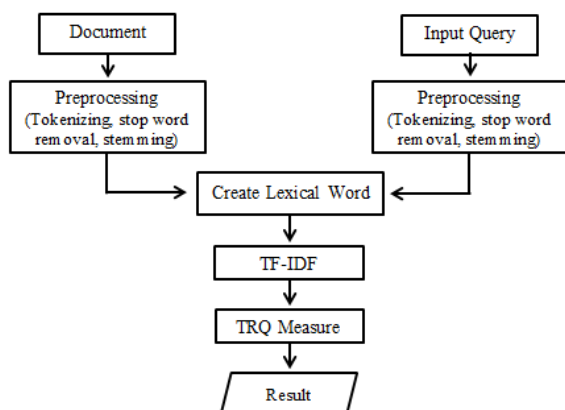 Document
Input Query
Preprocessing
(Tokenizing, stop word
removal, stemming)
Preprocessing
(Tokenizing, stop word
removal, stemming)
Create Lexical Word
TF-IDF
TRQ Measure
Result